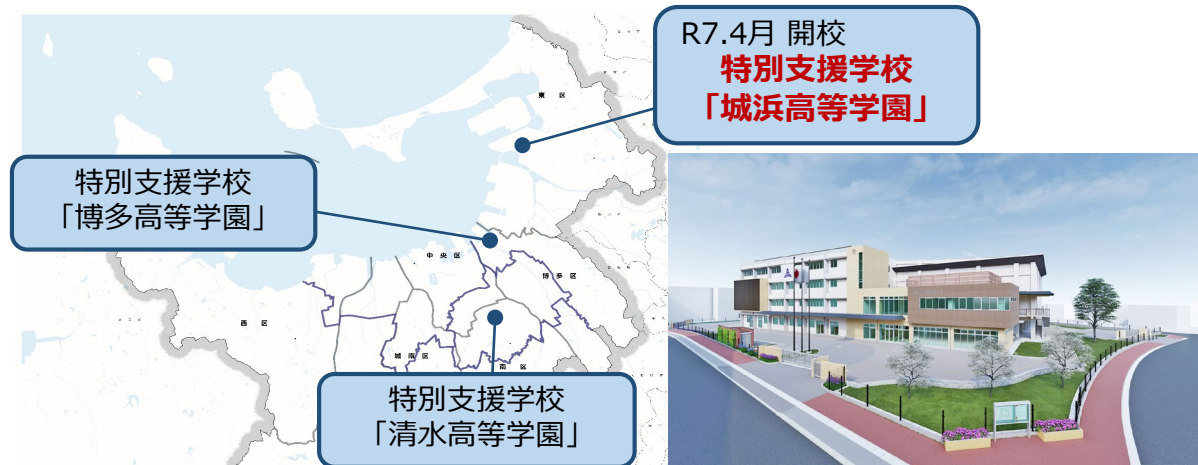 R7.4月 開校
特別支援学校
「城浜高等学園」
東 区
特別支援学校
「博多高等学園」
中 央 区
博 多 区
西 区
城 南 区
南 区
特別支援学校
「清水高等学園」